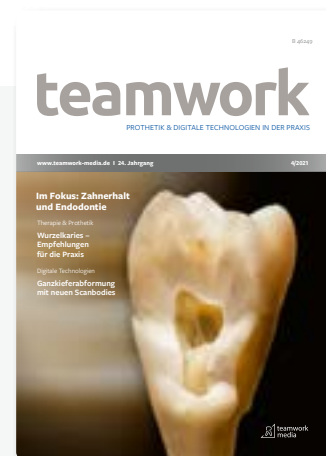 teamwork
PROTHETIK & DIGITALE TECHNOLOGIEN IN DER PRAXIS
www.teamwork-media.de I 24. Jahrgang
4/2021
Im Fokus: Zahnerhalt
und Endodontie
Therapie & Prothetik
Wurzelkaries –
Empfehlungen
für die Praxis
Digitale Technologien
Ganzkieferabformung
mit neuen Scanbodies
teamwork
media